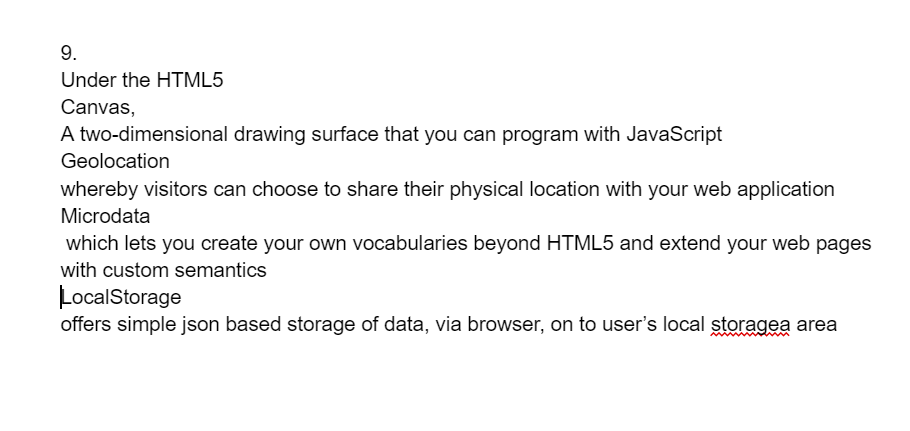 9.
Under the HTML5
Canvas,
A two-dimensional drawing surface that you can program with JavaScript
Geolocation
whereby visitors can choose to share their physical location with your web application
Microdata
which lets you create your own vocabularies beyond HTML5 and extend your web pages
with custom semantics
LocalStorage
offers simple json based storage of data, via browser, on to user’s local storagea area